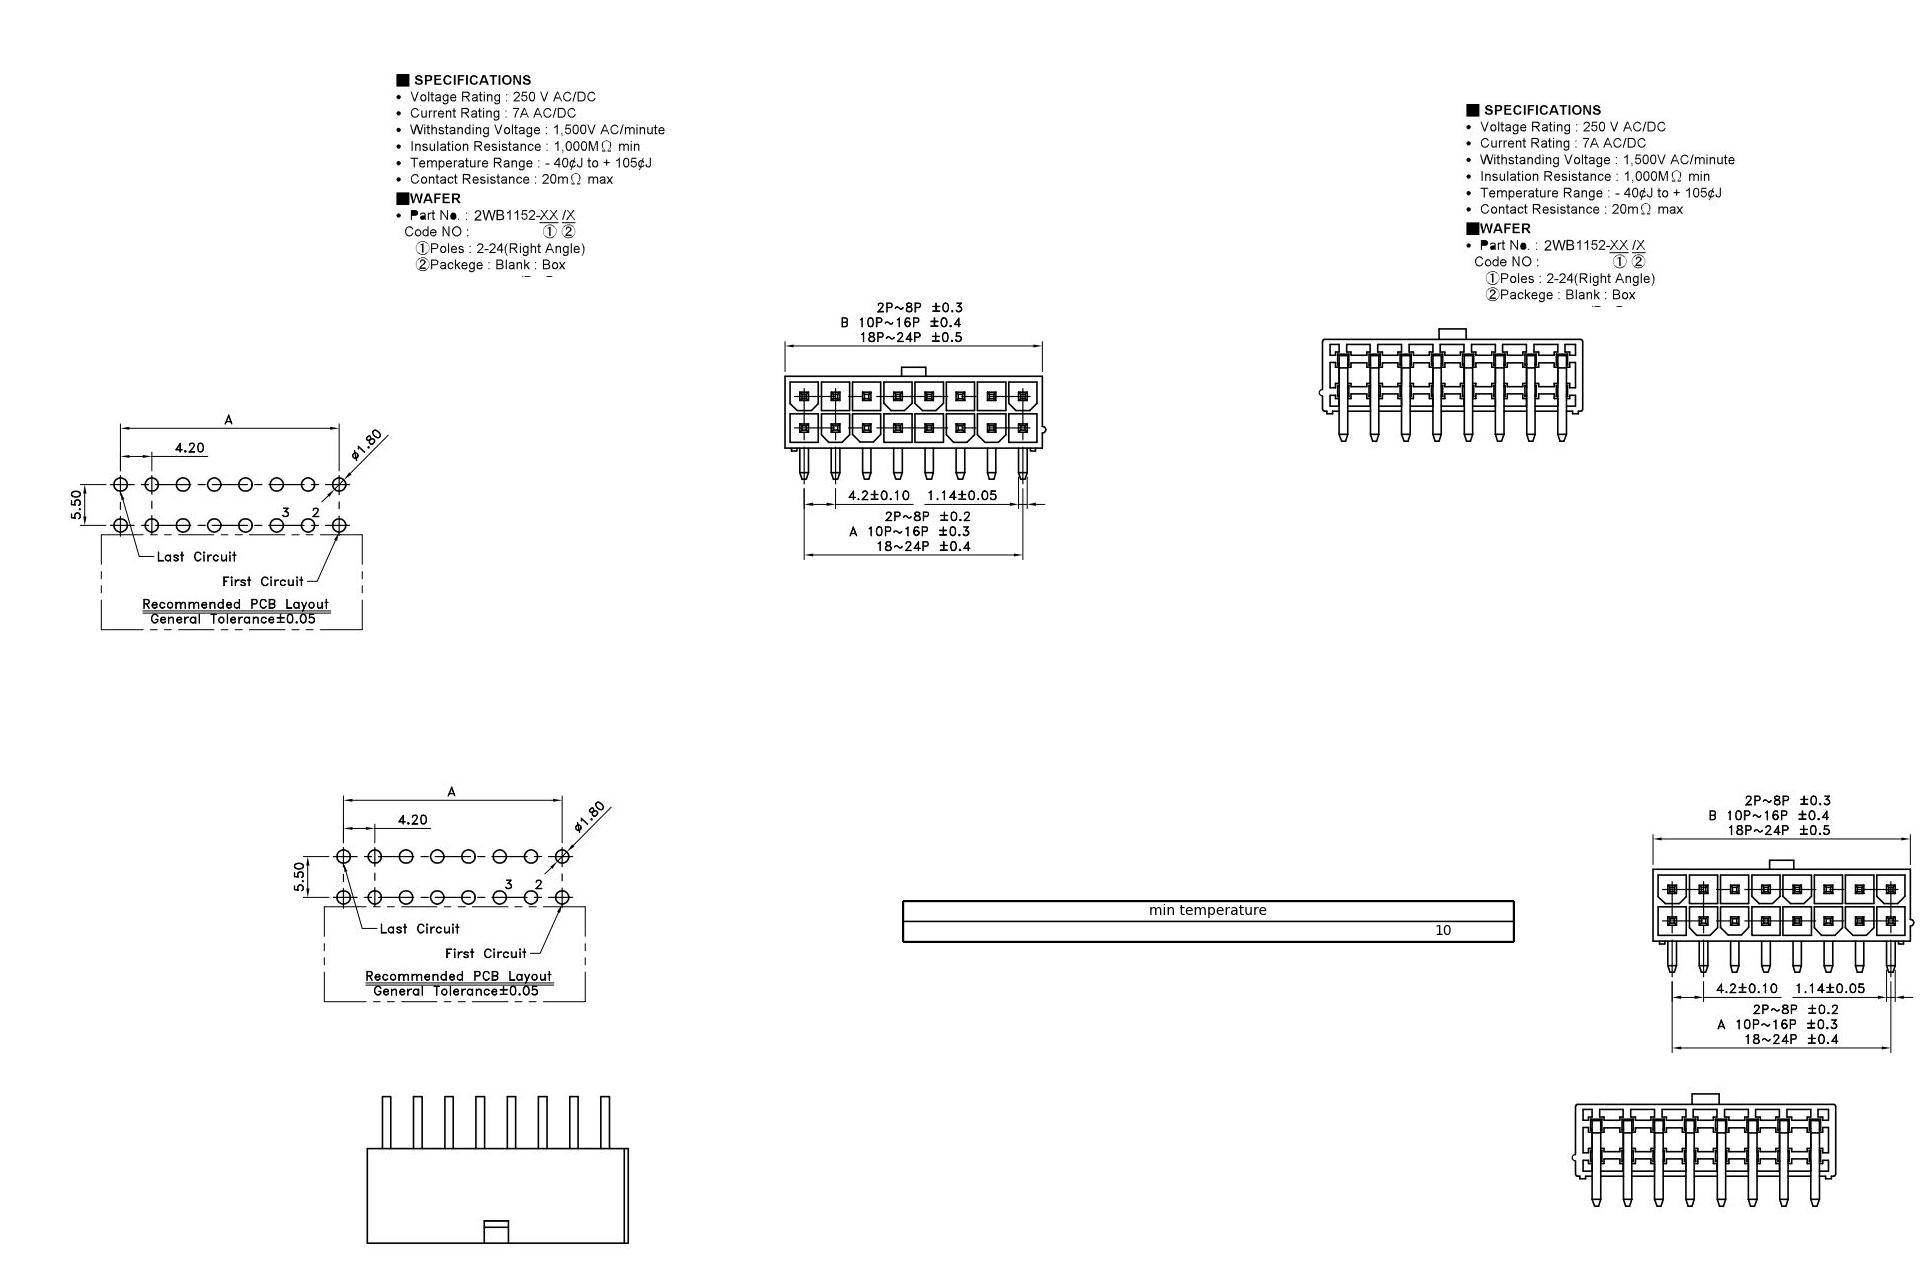 ■ SPECIFICATIONS
• Voltage Rating : 250 V AC/DC
• Current Rating : 7A AC/DC
• Withstanding Voltage : 1,500V AC/minute
• Insulation Resistance : 1,000MΩ min
• Temperature Range : - 40¢J to + 105¢J
• Contact Resistance : 20mΩ max
■WAFER
• Part No. : 2WB1152-XX /X
Code NO : ① ②
①Poles : 2-24(Right Angle)
②Packege : Blank : Box
■ SPECIFICATIONS
• Voltage Rating : 250 V AC/DC
• Current Rating : 7A AC/DC
• Withstanding Voltage : 1,500V AC/minute
• Insulation Resistance : 1,000MΩ min
• Temperature Range : - 40¢J to + 105¢J
• Contact Resistance : 20mΩ max
■WAFER
• Part No. : 2WB1152-XX /X
Code NO : ① ②
①Poles : 2-24(Right Angle)
②Packege : Blank : Box
2P~8P ±0.3
B 10P~16P ±0.4
18P~24P ±0.5
4.2±0.10 1.14±0.05
2P~8P ±0.2
A 10P~16P ±0.3
18~24P ±0.4
A
4.20
ø1.80
5.50
3 2
Last Circuit
First Circuit
Recommended PCB Layout
General Tolerance±0.05
A
4.20
ø1.80
5.50
3 2
Last Circuit
First Circuit
Recommended PCB Layout
General Tolerance±0.05
min temperature
10
2P~8P ±0.3
B 10P~16P ±0.4
18P~24P ±0.5
4.2±0.10 1.14±0.05
2P~8P ±0.2
A 10P~16P ±0.3
18~24P ±0.4